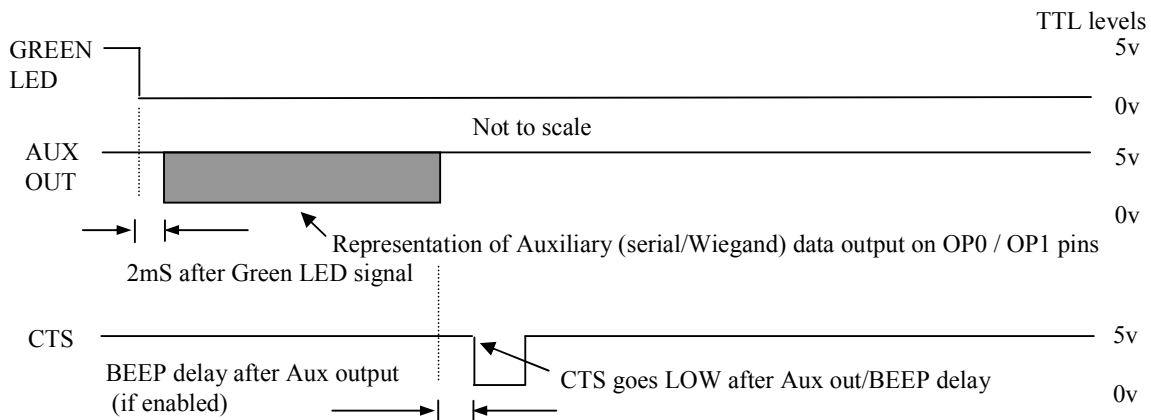 TTL levels
GREEN
LED
5v
0v
Not to scale
AUX
OUT
5v
0v
Representation of Auxiliary (serial/Wiegand) data output on OP0 / OP1 pins
2mS after Green LED signal
CTS
5v
BEEP delay after Aux output
(if enabled)
CTS goes LOW after Aux out/BEEP delay
0v